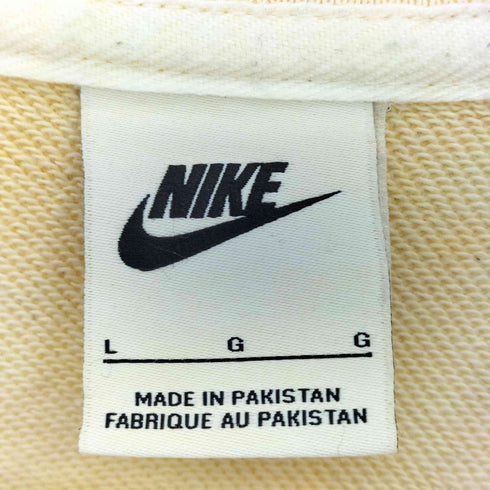 NIKE
L G G
MADE IN PAKISTAN
FABRIQUE AU PAKISTAN